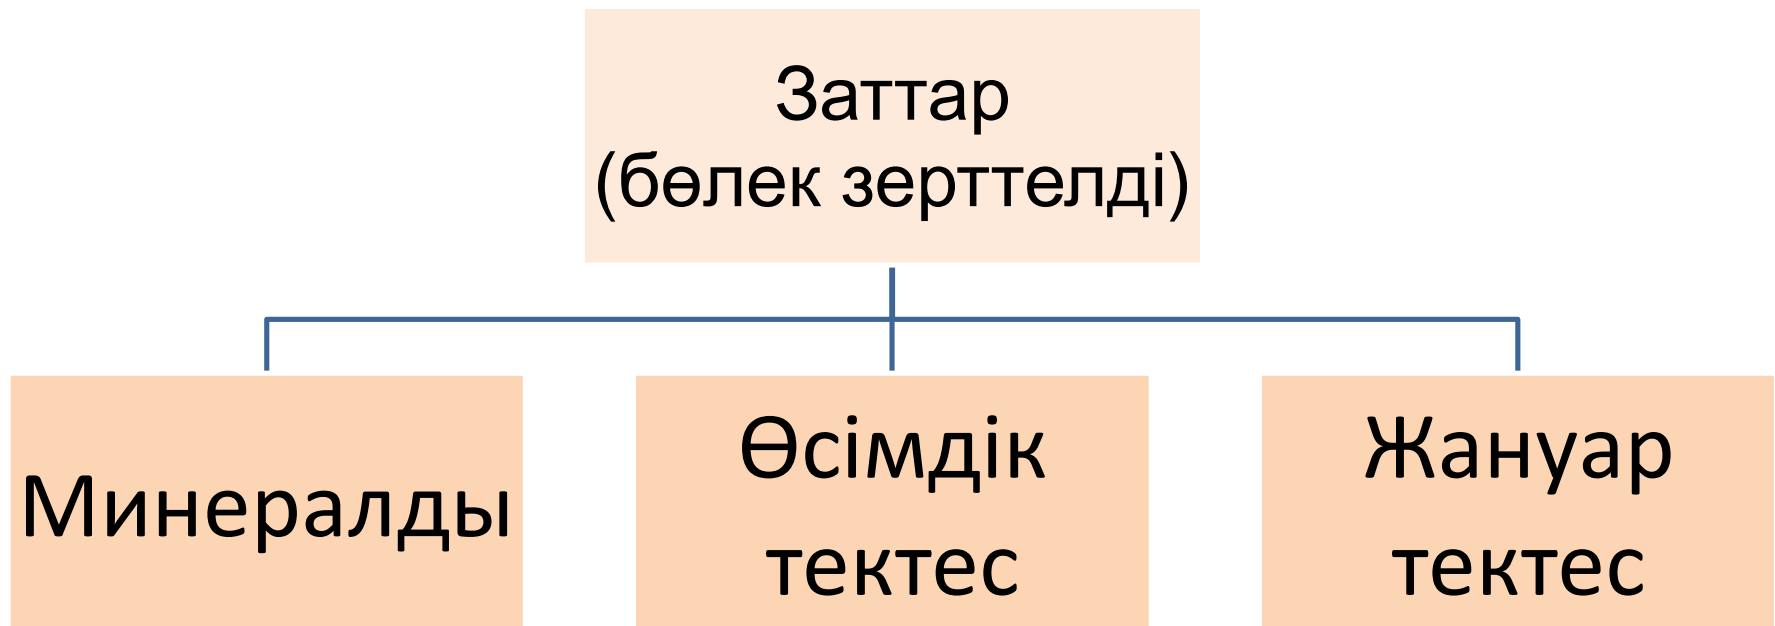 Заттар
(бөлек зерттелді)
Минералды
Өсімдік
тектес
Жануар
тектес